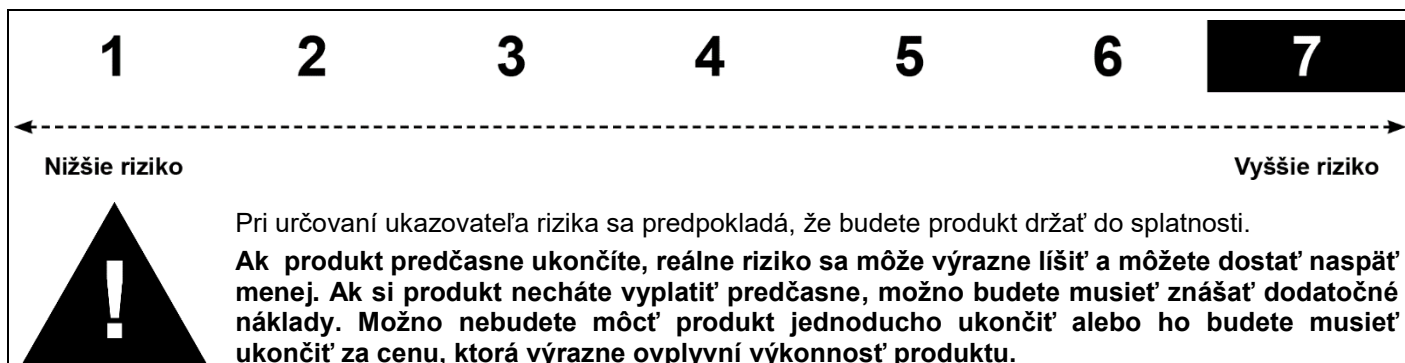 1 2 3 4 5 6 7
Nižšie riziko Vyššie riziko
Pri určovaní ukazovateľa rizika sa predpokladá, že budete produkt držať do splatnosti.
!
Ak produkt predčasne ukončíte, reálne riziko sa môže výrazne líšiť a môžete dostať naspäť
menej. Ak si produkt necháte vyplatiť predčasne, možno budete musieť znášať dodatočné
náklady. Možno nebudete môcť produkt jednoducho ukončiť alebo ho budete musieť
ukončiť za cenu, ktorá výrazne ovplyvní výkonnosť produktu.